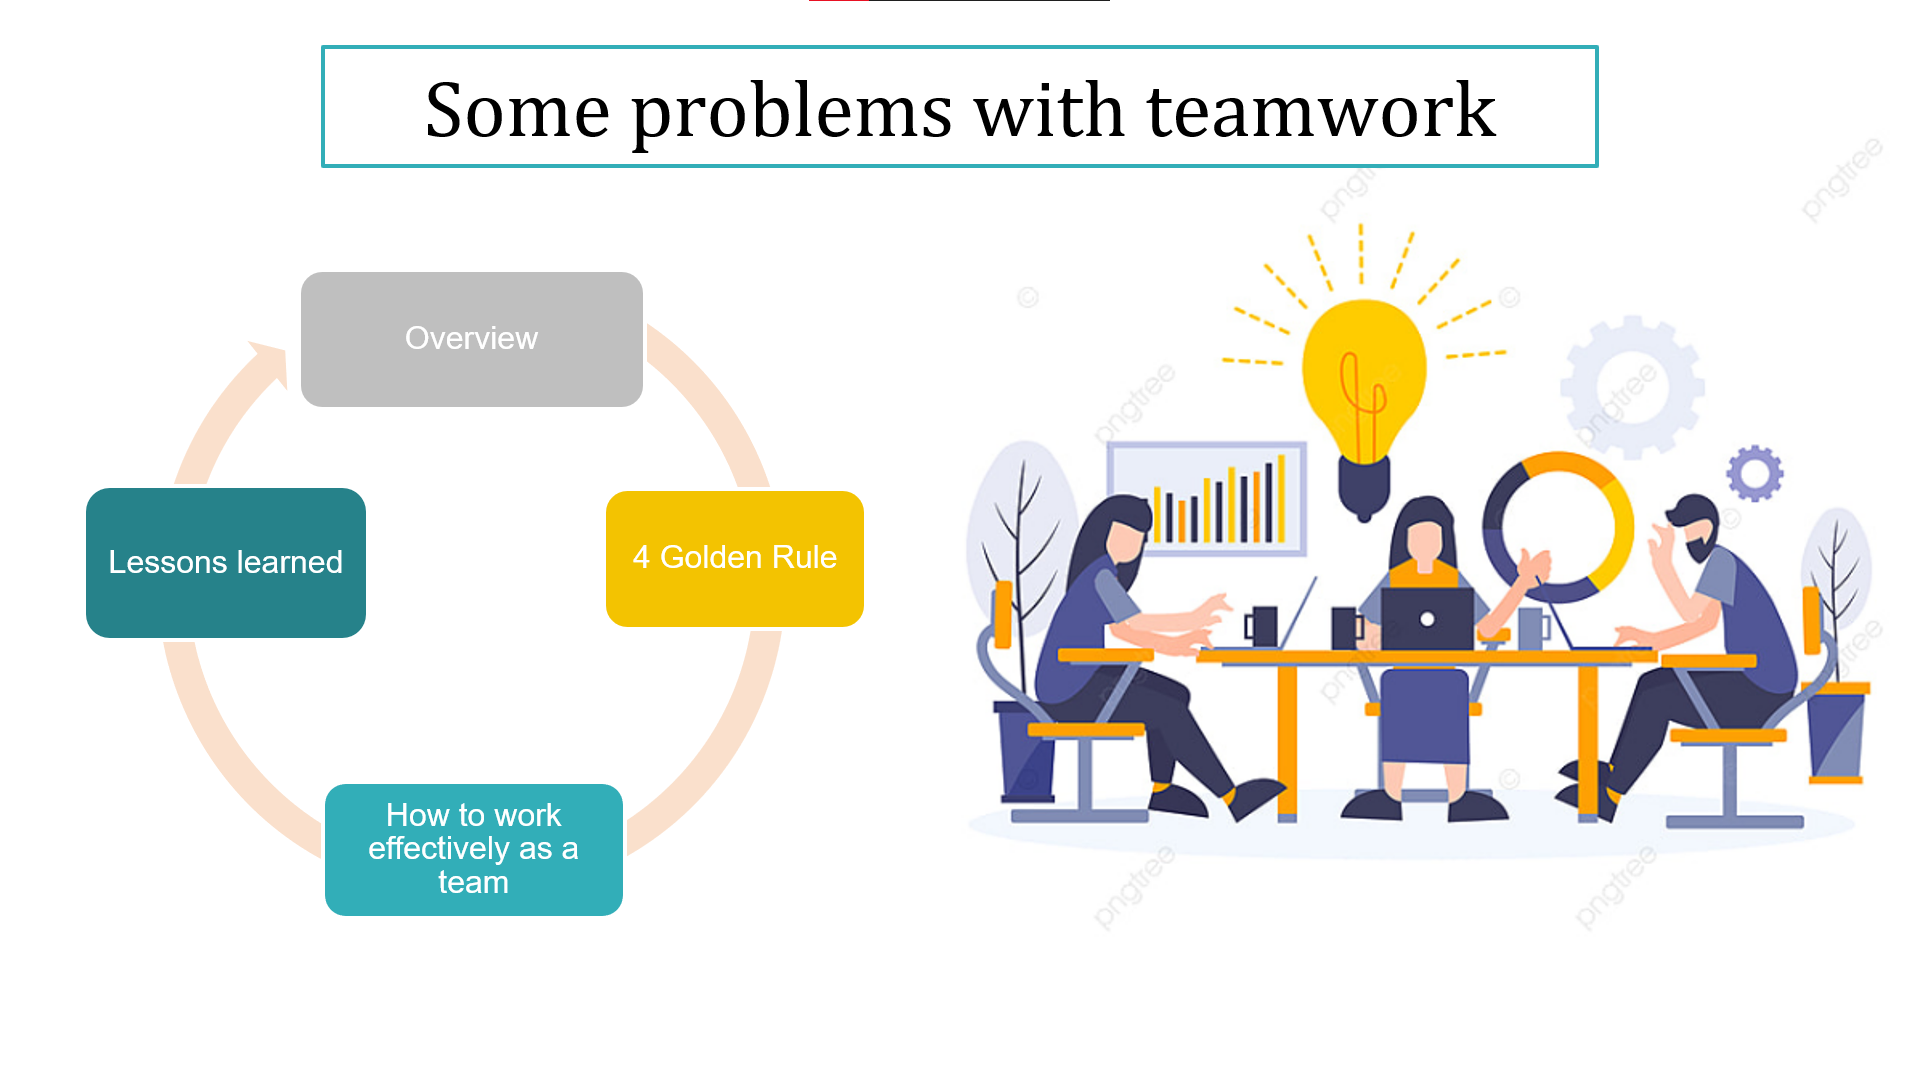 Some problems with teamwork
Overview
4 Golden Rule
How to work
effectively as a
team
Lessons learned
pngtree
pngtree
pngtree
pngtree
pngtree
pngtree
pngtree
pngtree